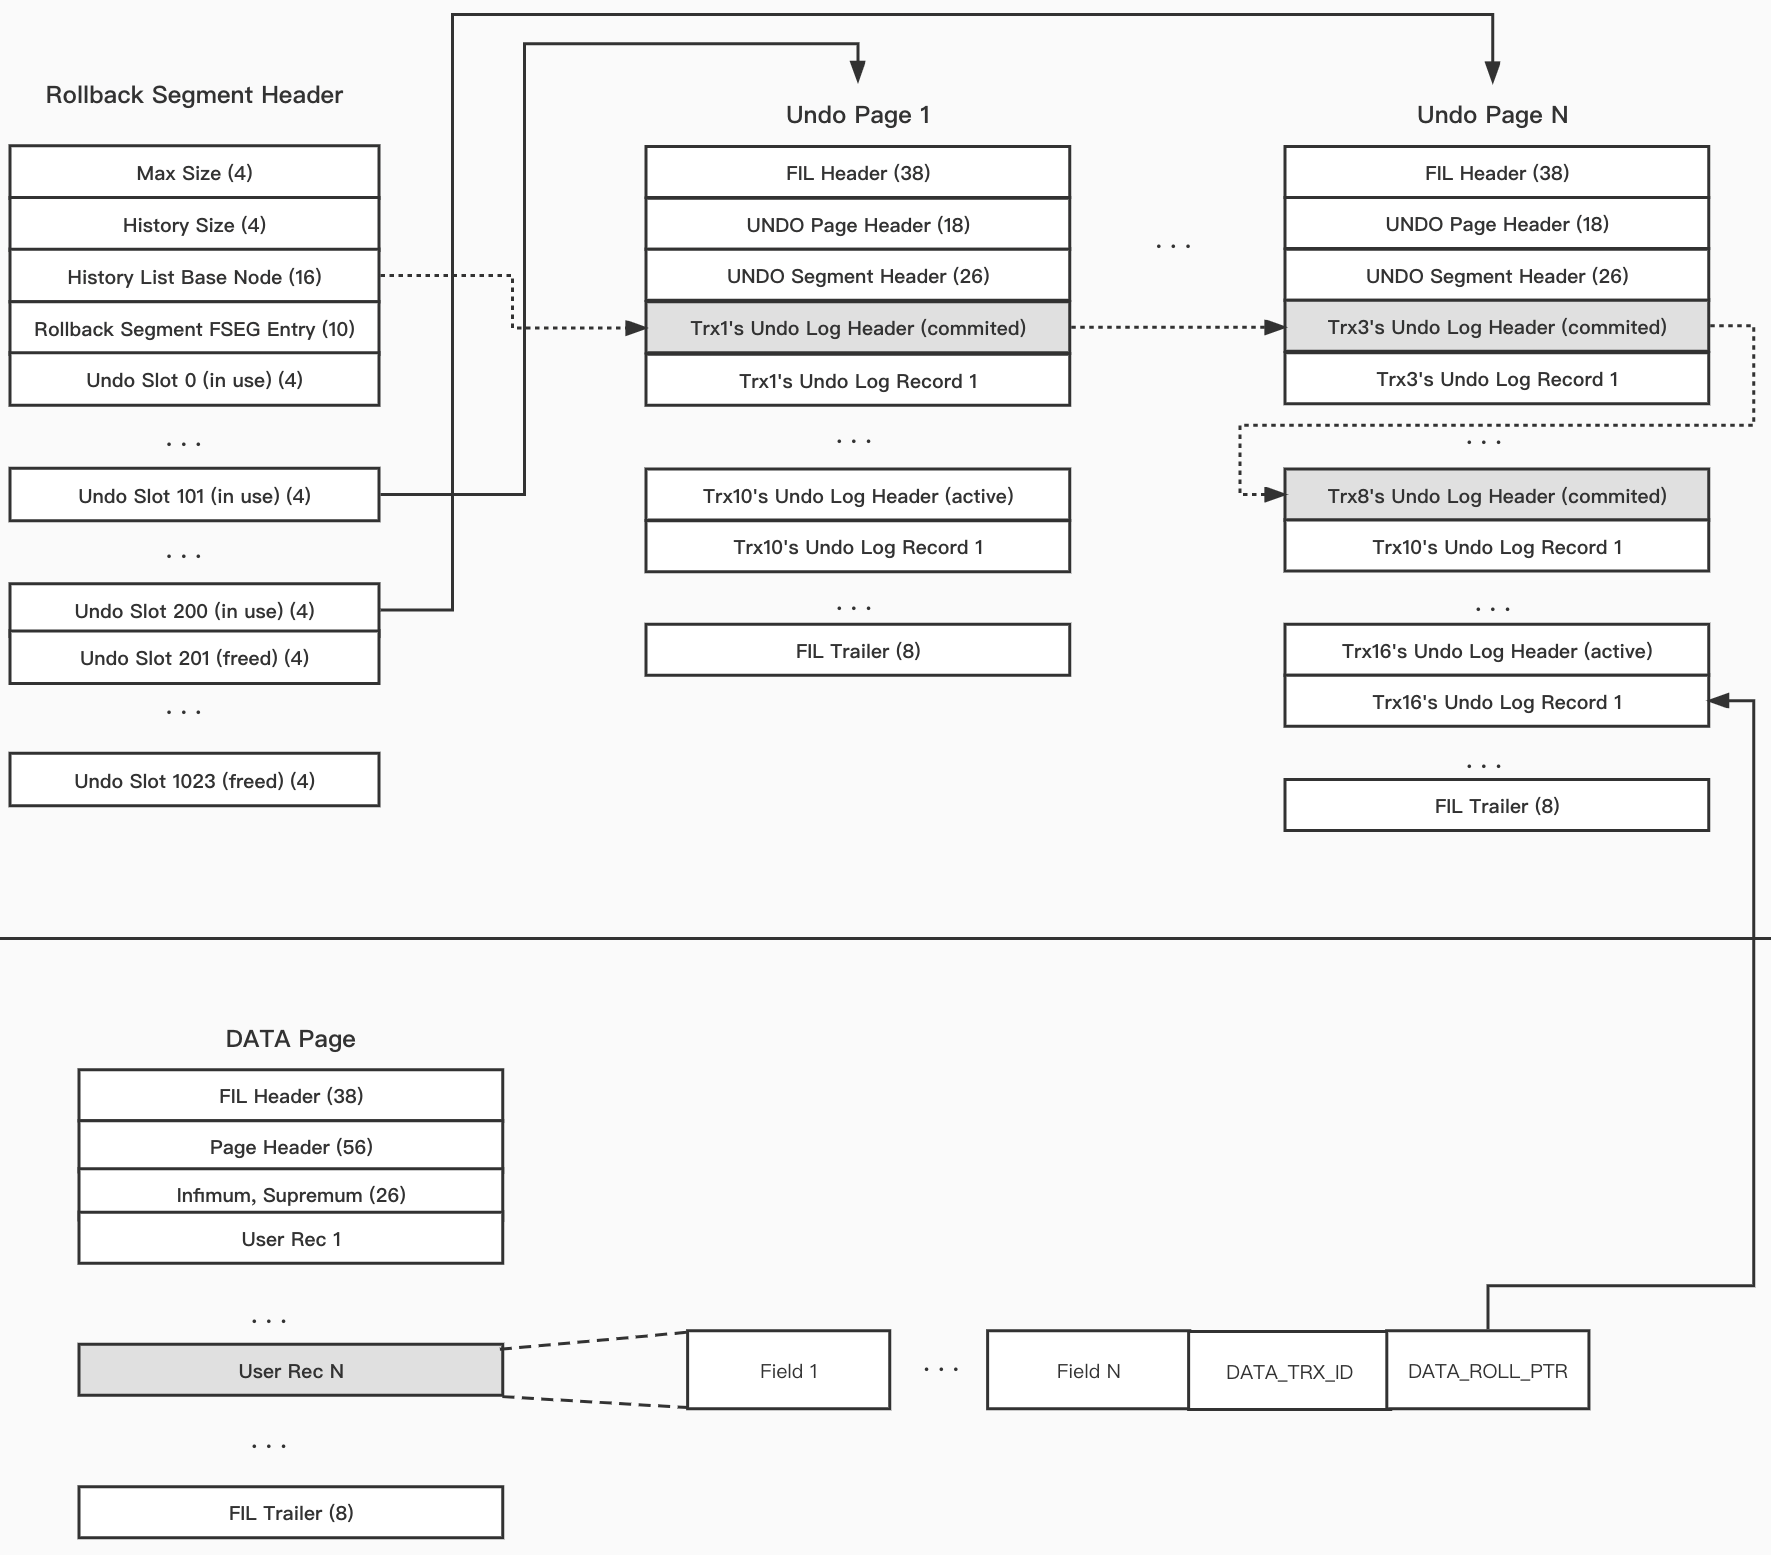 Rollback Segment Header
Max Size (4)
History Size (4)
History List Base Node (16)
Rollback Segment FSEG Entry (10)
Undo Slot 0 (in use) (4)
. . .
Undo Slot 101 (in use) (4)
. . .
Undo Slot 200 (in use) (4)
Undo Slot 201 (freed) (4)
. . .
Undo Slot 1023 (freed) (4)
Undo Page 1
FIL Header (38)
UNDO Page Header (18)
UNDO Segment Header (26)
Trx1's Undo Log Header (commited)
Trx1's Undo Log Record 1
. . .
Trx10's Undo Log Header (active)
Trx10's Undo Log Record 1
. . .
FIL Trailer (8)
. . .
Undo Page N
FIL Header (38)
UNDO Page Header (18)
UNDO Segment Header (26)
Trx3's Undo Log Header (commited)
Trx3's Undo Log Record 1
. . .
Trx8's Undo Log Header (commited)
Trx10's Undo Log Record 1
. . .
Trx16's Undo Log Header (active)
Trx16's Undo Log Record 1
. . .
FIL Trailer (8)
DATA Page
FIL Header (38)
Page Header (56)
Infimum, Supremum (26)
User Rec 1
. . .
User Rec N
. . .
FIL Trailer (8)
Field 1
. . .
Field N
DATA_TRX_ID
DATA_ROLL_PTR